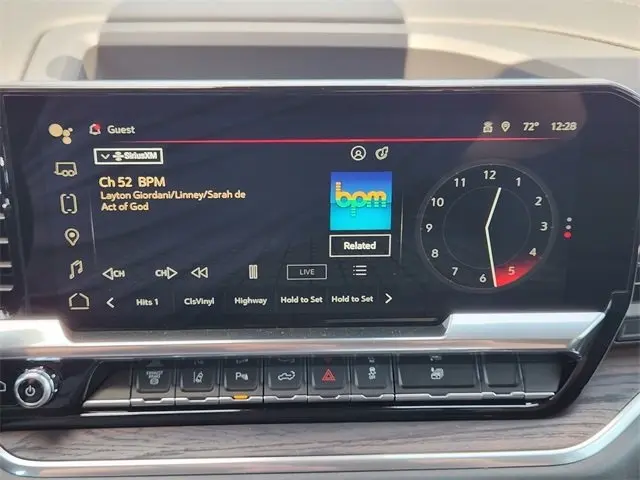 Guest
72° 12:28
SiriusXM
Ch 52 BPM
Layton Giordani/Linney/Sarah de
Act of God
bpm
Related
CH CH LIVE
Hits 1 ClsVinyl Highway Hold to Set Hold to Set
12
1
2
3
4
5
6
7
8
9
10
11